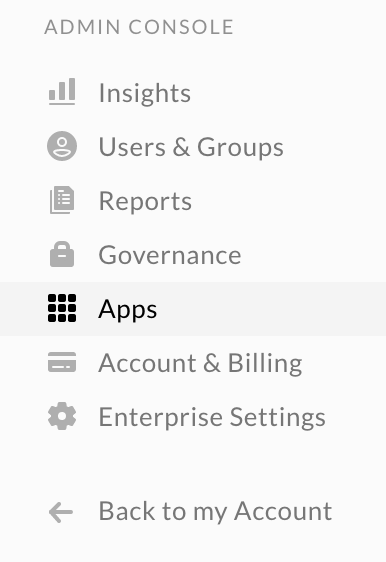 ADMIN CONSOLE
Insights
Users & Groups
Reports
Governance
Apps
Account & Billing
Enterprise Settings
Back to my Account